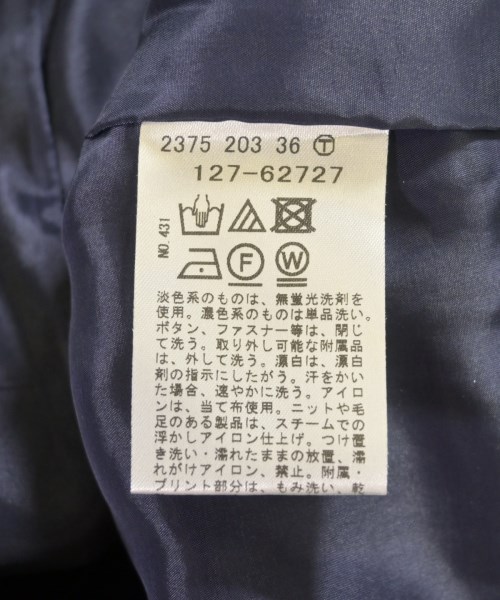 2375 203 36 Ⓣ
127-62727
NO.431
F W
淡色系のものは、無蛍光洗剤を
使用。濃色系のものは単品洗い。
ボタン、ファスナー等は、閉じ
て洗う。取り外し可能な附属品
は、外して洗う。漂白は、漂白
剤の指示にしたがう。汗をかい
た場合、速やかに洗う。アイロ
ンは、当て布使用。ニットや毛
足のある製品は、スチームでの
浮かしアイロン仕上げ。つけ置
き洗い・濡れたままの放置、濡
れがけアイロン、禁止。附属・
プリント部分は、もみ洗い、乾